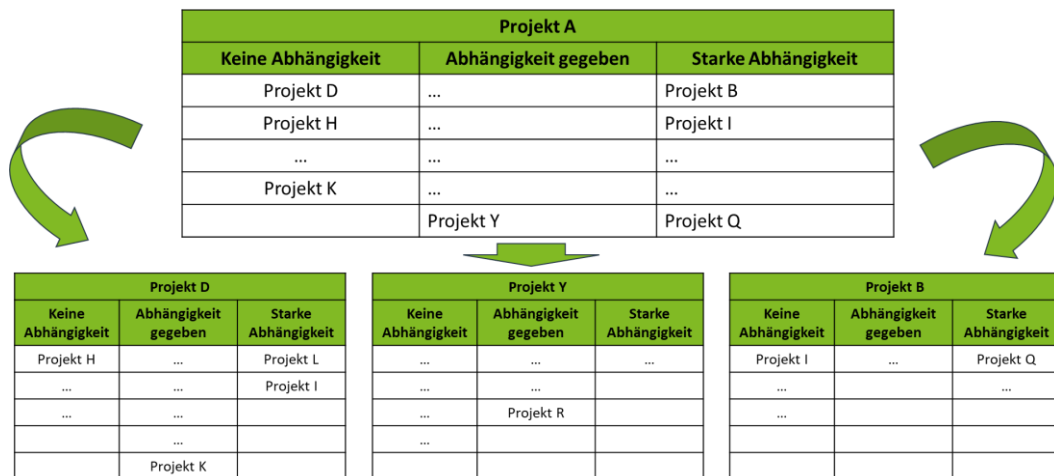 Projekt A
Keine Abhängigkeit Abhängigkeit gegeben Starke Abhängigkeit
Projekt D ... Projekt B
Projekt H ... Projekt I
... ... ...
Projekt K ... ...
Projekt Y Projekt Q
Projekt D
Keine Abhängigkeit Abhängigkeit gegeben Starke Abhängigkeit
Projekt H ... Projekt L
... ... Projekt I
... ...
...
Projekt K
Projekt Y
Keine Abhängigkeit Abhängigkeit gegeben Starke Abhängigkeit
... ... ...
... ...
... Projekt R
...
Projekt B
Keine Abhängigkeit Abhängigkeit gegeben Starke Abhängigkeit
Projekt I ... Projekt Q
... ...
...